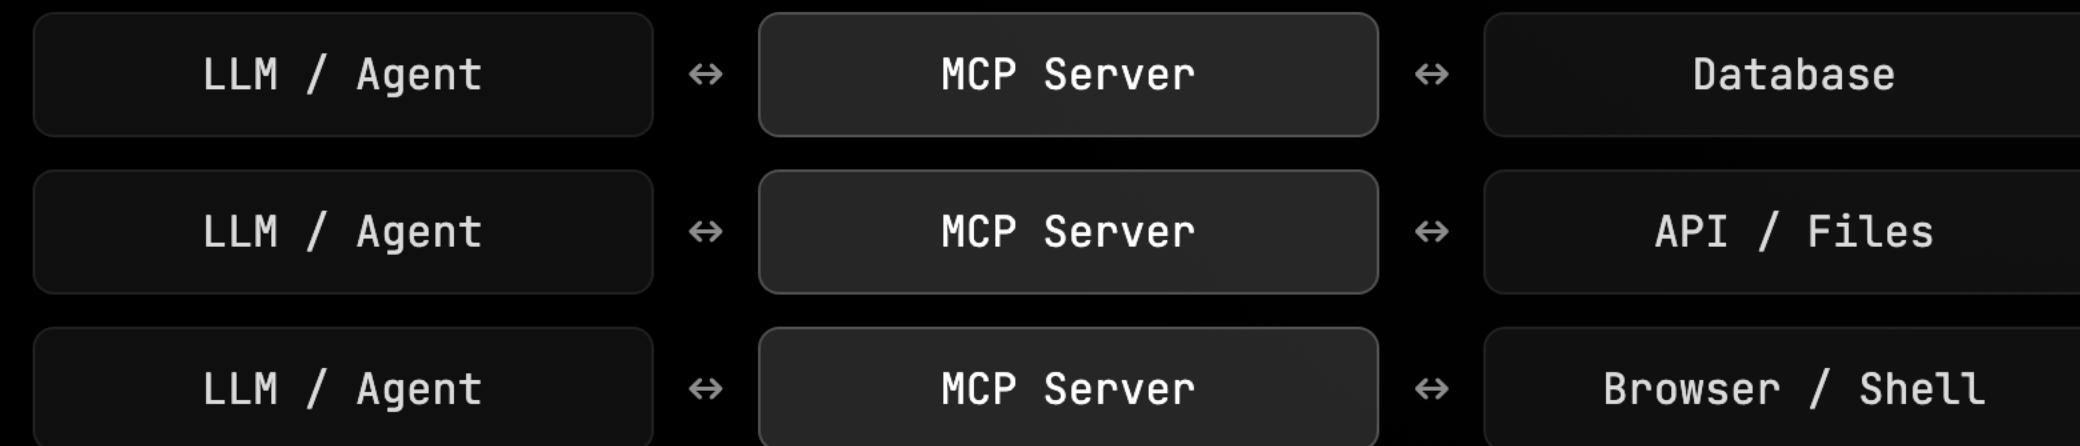 LLM / Agent ↔ MCP Server ↔ Database
LLM / Agent ↔ MCP Server ↔ API / Files
LLM / Agent ↔ MCP Server ↔ Browser / Shell